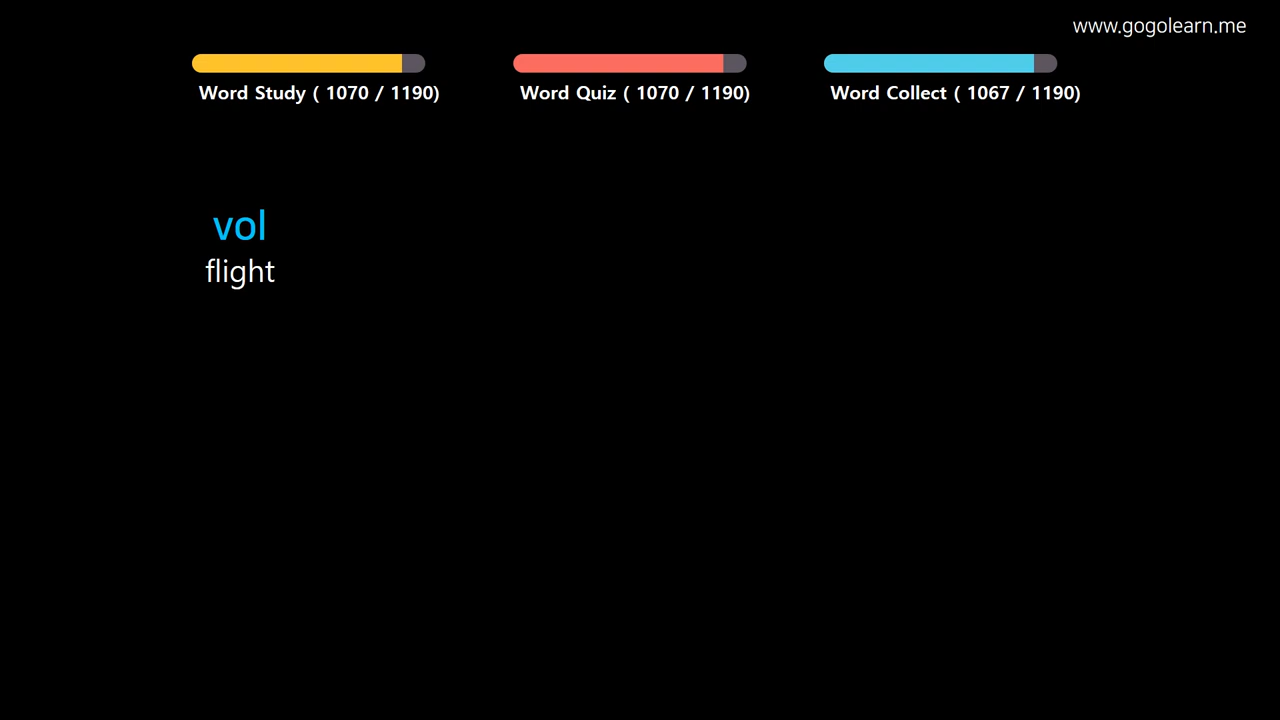 www.gogolearn.me
Word Study ( 1070 / 1190)
Word Quiz ( 1070 / 1190)
Word Collect ( 1067 / 1190)
vol
flight